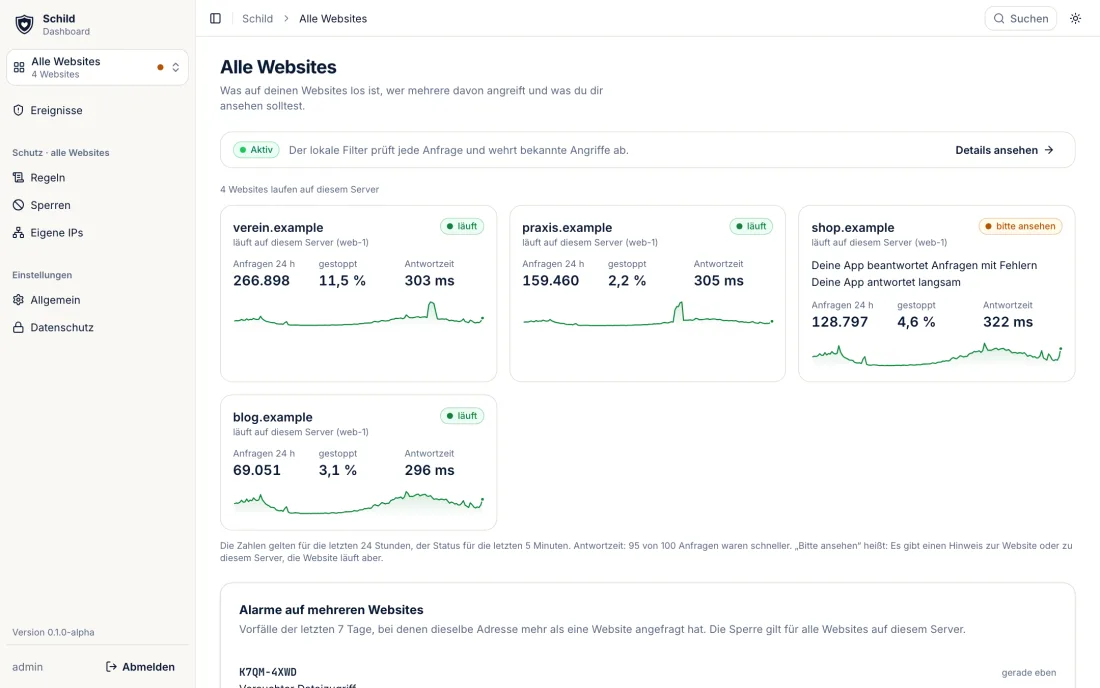 Schild
Dashboard
Alle Websites
4 Websites
Ereignisse
Schutz · alle Websites
Regeln
Sperren
Eigene IPs
Einstellungen
Allgemein
Datenschutz
Version 0.1.0-alpha
admin
Abmelden
Schild
Alle Websites
Suchen
Alle Websites
Was auf deinen Websites los ist, wer mehrere davon angreift und was du dir
ansehen solltest.
Aktiv
Der lokale Filter prüft jede Anfrage und wehrt bekannte Angriffe ab.
Details ansehen
4 Websites laufen auf diesem Server
verein.example
läuft
läuft auf diesem Server (web-1)
Anfragen 24 h gestoppt Antwortzeit
266.898 11,5 % 303 ms
praxis.example
läuft
läuft auf diesem Server (web-1)
Anfragen 24 h gestoppt Antwortzeit
159.460 2,2 % 305 ms
shop.example
bitte ansehen
läuft auf diesem Server (web-1)
Deine App beantwortet Anfragen mit Fehlern
Deine App antwortet langsam
Anfragen 24 h gestoppt Antwortzeit
128.797 4,6 % 322 ms
blog.example
läuft
läuft auf diesem Server (web-1)
Anfragen 24 h gestoppt Antwortzeit
69.051 3,1 % 296 ms
Die Zahlen gelten für die letzten 24 Stunden, der Status für die letzten 5 Minuten. Antwortzeit: 95 von 100 Anfragen waren schneller. „Bitte ansehen“ heißt: Es gibt einen Hinweis zur Website oder zu
diesem Server, die Website läuft aber.
Alarme auf mehreren Websites
Vorfälle der letzten 7 Tage, bei denen dieselbe Adresse mehr als eine Website angefragt hat. Die Sperre gilt für alle Websites auf diesem Server.
K7QM-4XWD
gerade eben
Versuchter Dateizugriff